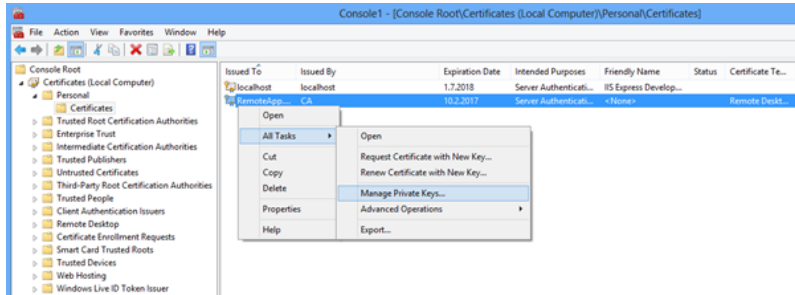 Console1 - [Console Root\Certificates (Local Computer)\Personal\Certificates]
File Action View Favorites Window Help
Console Root
Certificates (Local Computer)
Personal
Certificates
Trusted Root Certification Authorities
Enterprise Trust
Intermediate Certification Authorities
Trusted Publishers
Untrusted Certificates
Third-Party Root Certification Authorities
Trusted People
Client Authentication Issuers
Remote Desktop
Certificate Enrollment Requests
Smart Card Trusted Roots
Trusted Devices
Web Hosting
Windows Live ID Token Issuer
Issued To Issued By Expiration Date Intended Purposes Friendly Name Status Certificate Te...
localhost localhost 1.7.2018 Server Authenticati... IIS Express Develop...
RemoteApp.... CA 10.2.2017 Server Authenticati... <None> Remote Deskt...
Open
All Tasks
Cut
Copy
Delete
Properties
Help
Open
Request Certificate with New Key...
Renew Certificate with New Key...
Manage Private Keys...
Advanced Operations
Export...